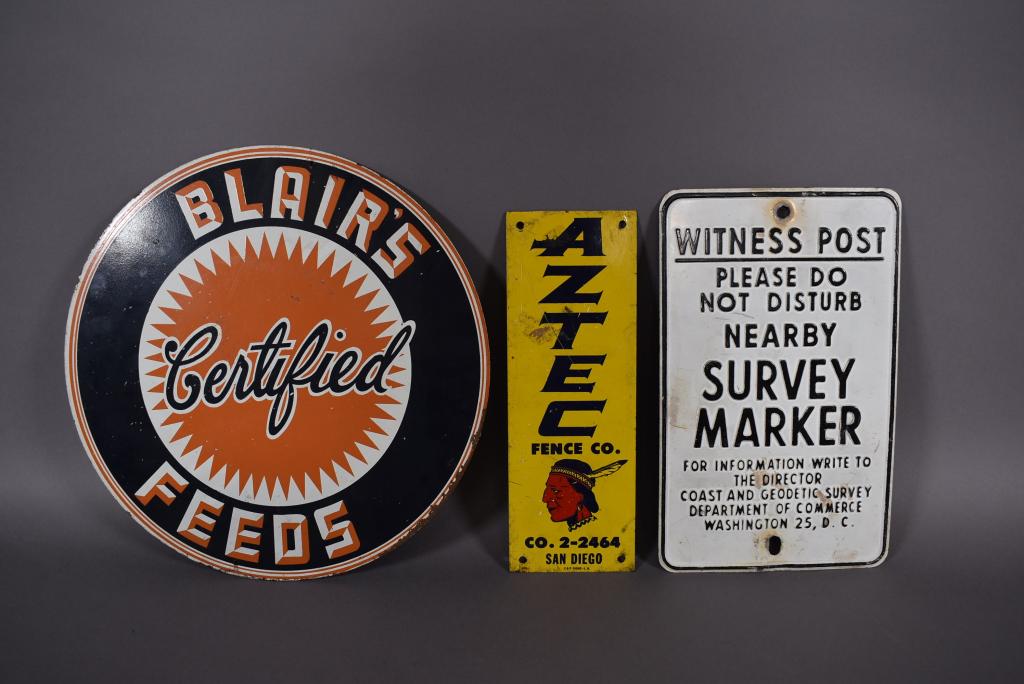 BLAIR'S
Certified
FEEDS
AZTEC
FENCE CO.
CO. 2-2464
SAN DIEGO
WITNESS POST
PLEASE DO
NOT DISTURB
NEARBY
SURVEY
MARKER
FOR INFORMATION WRITE TO
THE DIRECTOR
COAST AND GEODETIC SURVEY
DEPARTMENT OF COMMERCE
WASHINGTON 25, D. C.